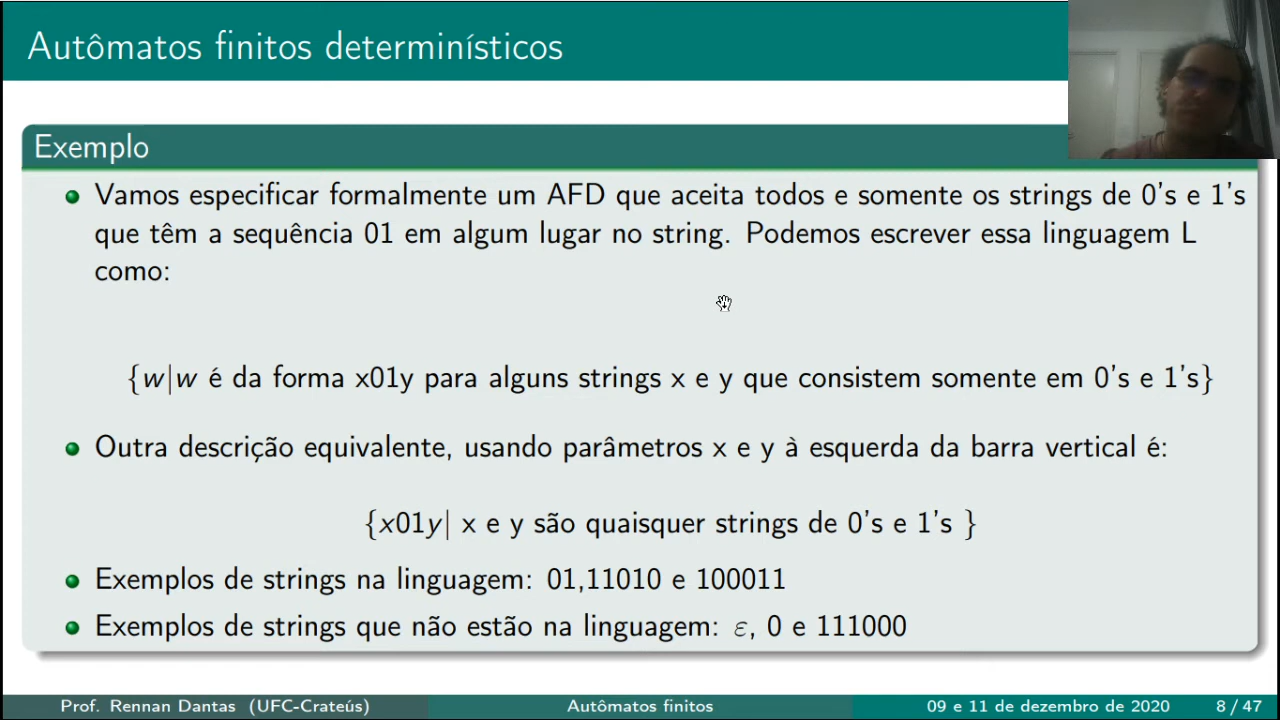 Autômatos finitos determinísticos
Exemplo
Vamos especificar formalmente um AFD que aceita todos e somente os strings de 0's e 1's
que têm a sequência 01 em algum lugar no string. Podemos escrever essa linguagem L
como:
{w|w é da forma x01y para alguns strings x e y que consistem somente em 0's e 1's}
Outra descrição equivalente, usando parâmetros x e y à esquerda da barra vertical é:
{x01y| x e y são quaisquer strings de 0's e 1's }
Exemplos de strings na linguagem: 01,11010 e 100011
Exemplos de strings que não estão na linguagem: ε, 0 e 111000
Prof. Rennan Dantas (UFC-Crateús) Autômatos finitos 09 e 11 de dezembro de 2020 8 / 47